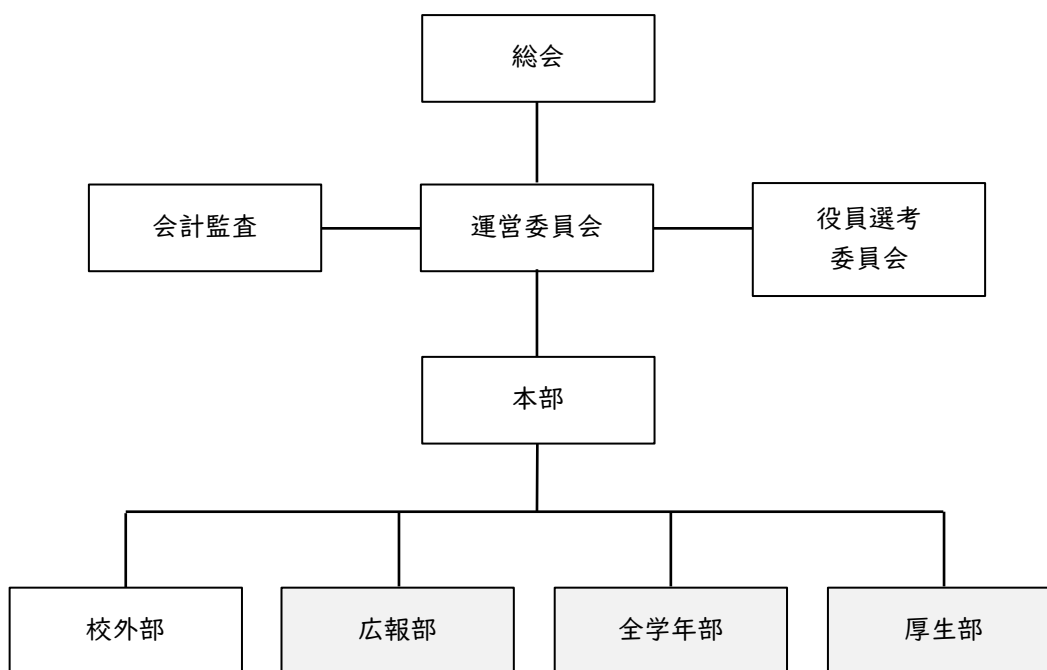 総会
会計監査
運営委員会
役員選考
委員会
本部
校外部
広報部
全学年部
厚生部